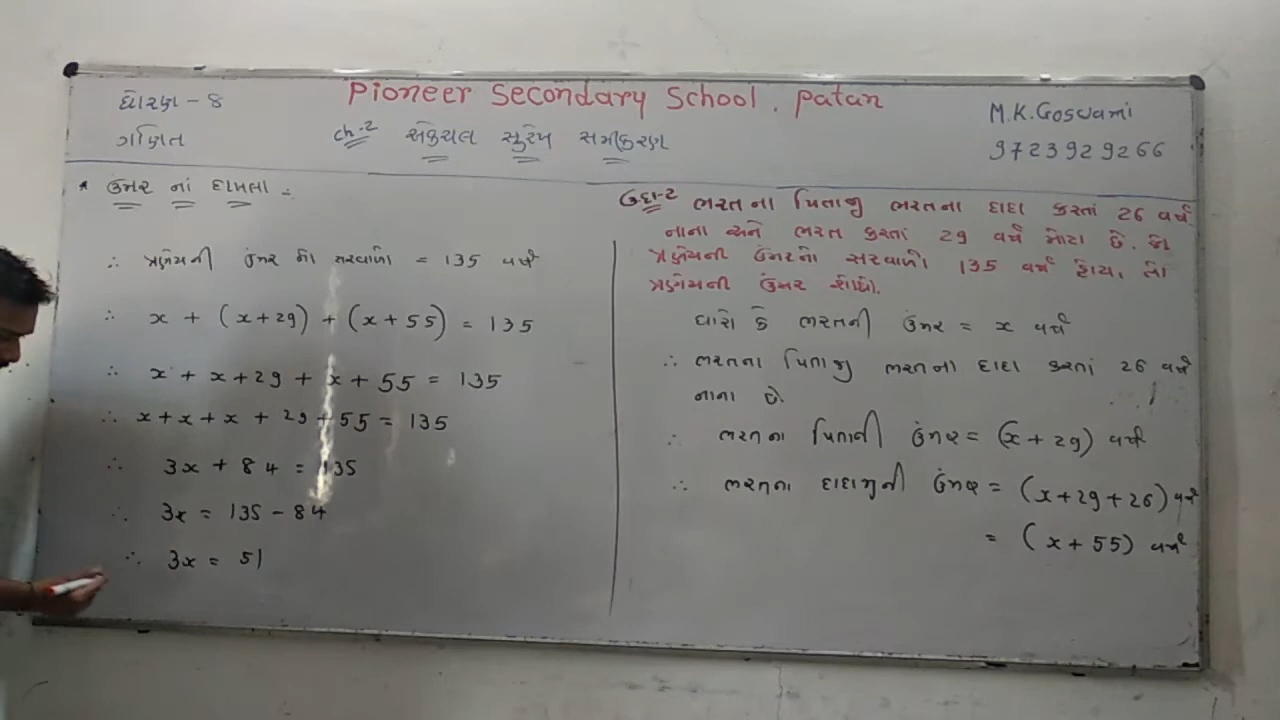 ધોરણ - ૮
ગણિત
Pioneer Secondary School. Patan
ch-2 એકચલ સુરેખ સમીકરણ
M.K.Goswami
9723929266
* ઉંમર નાં દાખલા :-
∴ ત્રણેયની ઉંમર નો સરવાળો = 135 વર્ષ
∴ x + (x+29) + (x+55) = 135
∴ x + x+29 + x + 55 = 135
∴ x+x+x + 29+55 = 135
∴ 3x + 84 = 135
∴ 3x = 135 - 84
∴ 3x = 51
ઉદા-2 ભરતના પિતાજી ભરતના દાદા કરતાં 26 વર્ષ
નાના અને ભરત કરતાં 29 વર્ષ મોટા છે. જો
ત્રણેયની ઉંમરનો સરવાળો 135 વર્ષ હોય, તો
ત્રણેયની ઉંમર શોધો.
ધારો કે ભરતની ઉંમર = x વર્ષ
∴ ભરતના પિતાજી ભરતના દાદા કરતાં 26 વર્ષ
નાના છે.
∴ ભરતના પિતાની ઉંમર = (x+29) વર્ષ
∴ ભરતના દાદાજીની ઉંમર = (x+29+26) વર્ષ
= (x+55) વર્ષ